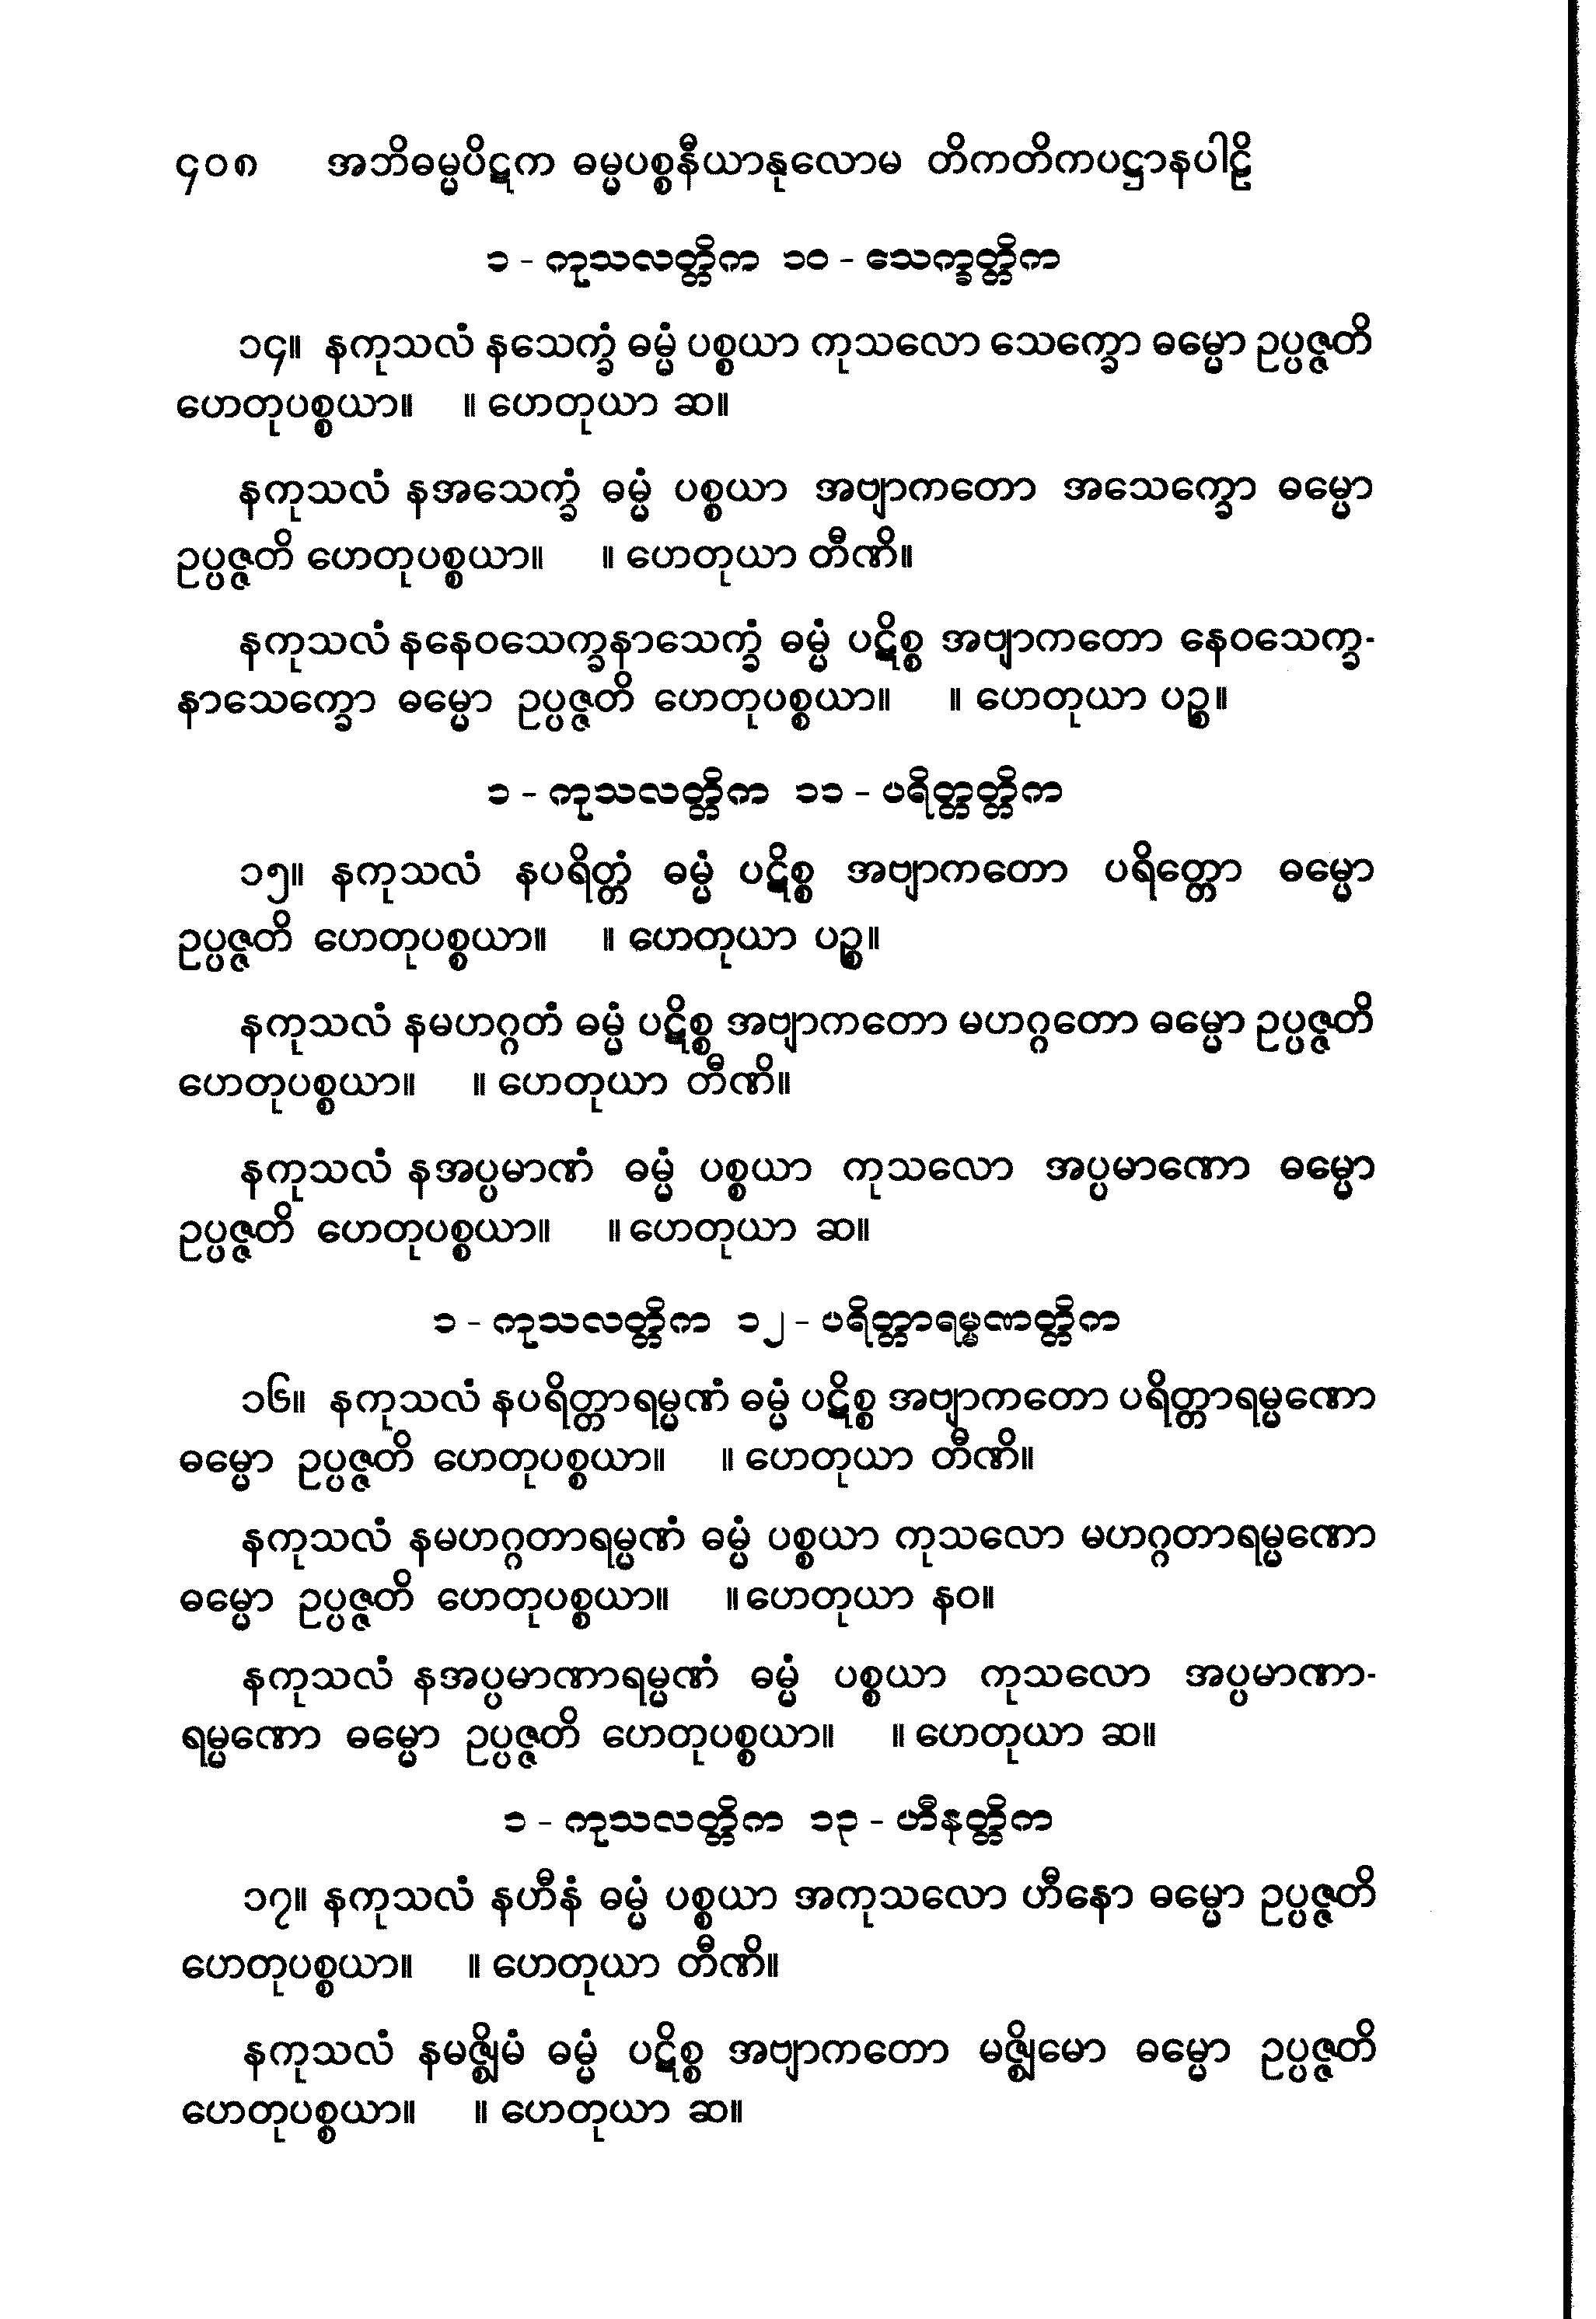 ၄၀၈ အဘိဓမ္မပိဋက ဓမ္မပစ္စနီယာနုလောမ တိကတိကပဋ္ဌာနပါဠိ
၁ - ကုသလတ္တိက ၁၀ - သေက္ခတ္တိက
၁၄။ နကုသလံ နသေက္ခံ ဓမ္မံ ပစ္စယာ ကုသလော သေက္ခော ဓမ္မော ဥပ္ပဇ္ဇတိ
ဟေတုပစ္စယာ။ ။ ဟေတုယာ ဆ။
နကုသလံ နအသေက္ခံ ဓမ္မံ ပစ္စယာ အဗျာကတော အသေက္ခော ဓမ္မော
ဥပ္ပဇ္ဇတိ ဟေတုပစ္စယာ။ ။ ဟေတုယာ တီဏိ။
နကုသလံ နနေဝသေက္ခနာသေက္ခံ ဓမ္မံ ပဋိစ္စ အဗျာကတော နေဝသေက္ခ-
နာသေက္ခော ဓမ္မော ဥပ္ပဇ္ဇတိ ဟေတုပစ္စယာ။ ။ ဟေတုယာ ပဉ္စ။
၁ - ကုသလတ္တိက ၁၁ - ပရိတ္တတ္တိက
၁၅။ နကုသလံ နပရိတ္တံ ဓမ္မံ ပဋိစ္စ အဗျာကတော ပရိတ္တော ဓမ္မော
ဥပ္ပဇ္ဇတိ ဟေတုပစ္စယာ။ ။ ဟေတုယာ ပဉ္စ။
နကုသလံ နမဟဂ္ဂတံ ဓမ္မံ ပဋိစ္စ အဗျာကတော မဟဂ္ဂတော ဓမ္မော ဥပ္ပဇ္ဇတိ
ဟေတုပစ္စယာ။ ။ ဟေတုယာ တီဏိ။
နကုသလံ နအပ္ပမာဏံ ဓမ္မံ ပစ္စယာ ကုသလော အပ္ပမာဏော ဓမ္မော
ဥပ္ပဇ္ဇတိ ဟေတုပစ္စယာ။ ။ ဟေတုယာ ဆ။
၁ - ကုသလတ္တိက ၁၂ - ပရိတ္တာရမ္မဏတ္တိက
၁၆။ နကုသလံ နပရိတ္တာရမ္မဏံ ဓမ္မံ ပဋိစ္စ အဗျာကတော ပရိတ္တာရမ္မဏော
ဓမ္မော ဥပ္ပဇ္ဇတိ ဟေတုပစ္စယာ။ ။ ဟေတုယာ တီဏိ။
နကုသလံ နမဟဂ္ဂတာရမ္မဏံ ဓမ္မံ ပစ္စယာ ကုသလော မဟဂ္ဂတာရမ္မဏော
ဓမ္မော ဥပ္ပဇ္ဇတိ ဟေတုပစ္စယာ။ ။ ဟေတုယာ နဝ။
နကုသလံ နအပ္ပမာဏာရမ္မဏံ ဓမ္မံ ပစ္စယာ ကုသလော အပ္ပမာဏာ-
ရမ္မဏော ဓမ္မော ဥပ္ပဇ္ဇတိ ဟေတုပစ္စယာ။ ။ ဟေတုယာ ဆ။
၁ - ကုသလတ္တိက ၁၃ - ဟီနတ္တိက
၁၇။ နကုသလံ နဟီနံ ဓမ္မံ ပစ္စယာ အကုသလော ဟီနော ဓမ္မော ဥပ္ပဇ္ဇတိ
ဟေတုပစ္စယာ။ ။ ဟေတုယာ တီဏိ။
နကုသလံ နမဇ္ဈိမံ ဓမ္မံ ပဋိစ္စ အဗျာကတော မဇ္ဈိမော ဓမ္မော ဥပ္ပဇ္ဇတိ
ဟေတုပစ္စယာ။ ။ ဟေတုယာ ဆ။